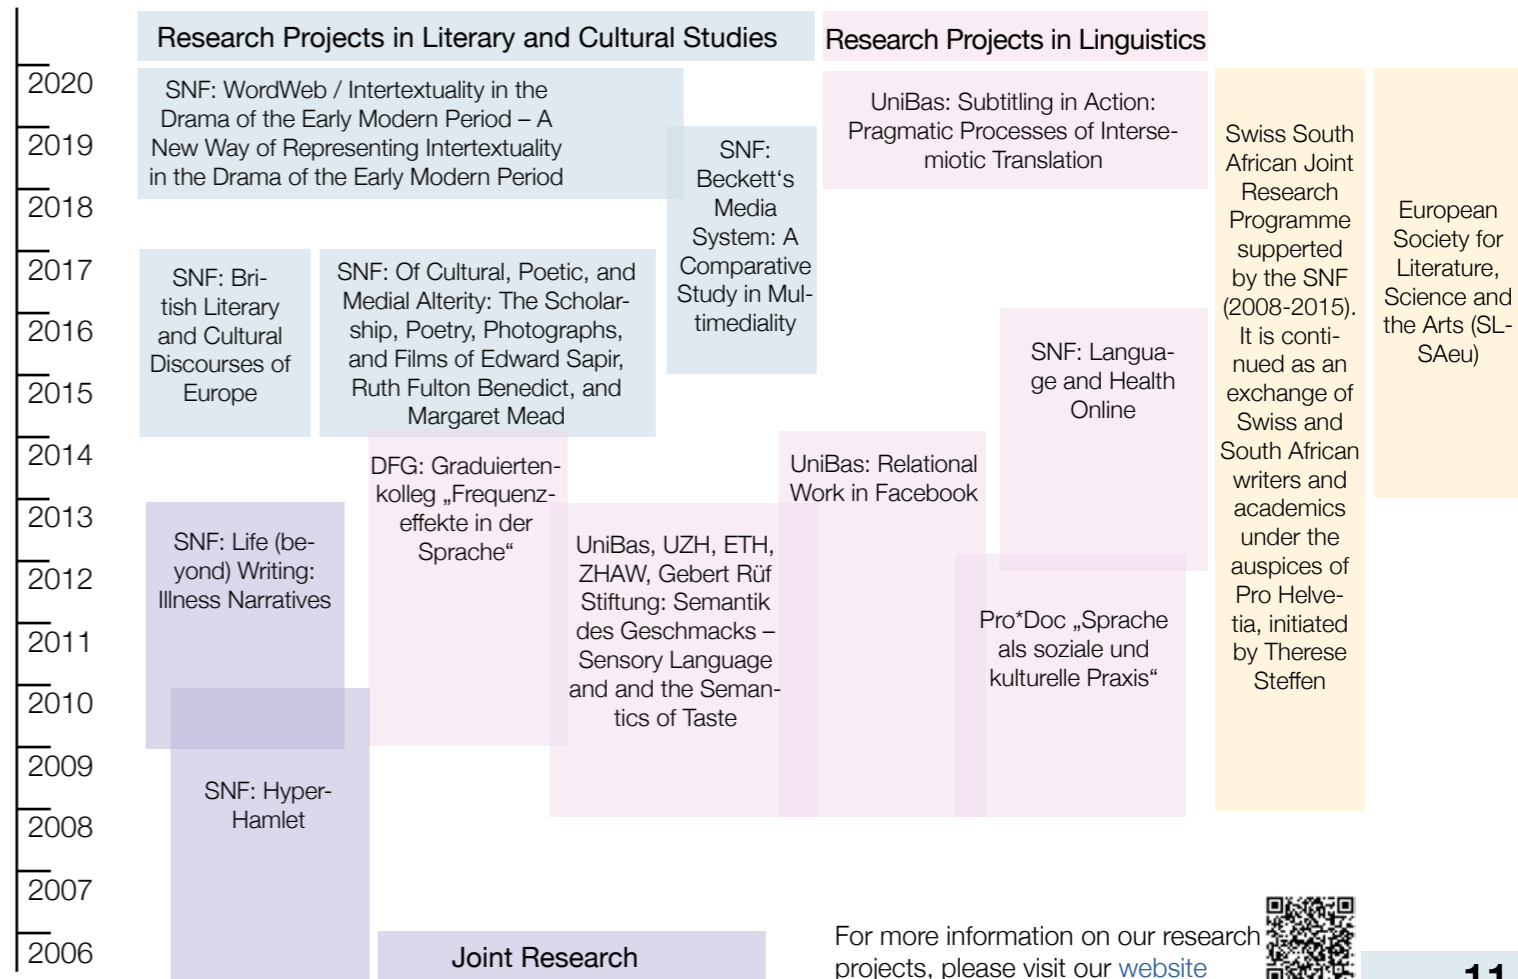 Research Projects in Literary and Cultural Studies
Research Projects in Linguistics
2020
2019
2018
2017
2016
2015
2014
2013
2012
2011
2010
2009
2008
2007
2006
SNF: WordWeb / Intertextuality in the
Drama of the Early Modern Period – A
New Way of Representing Intertextuality
in the Drama of the Early Modern Period
SNF:
Beckett‘s
Media
System: A
Comparative
Study in Mul-
timediality
UniBas: Subtitling in Action:
Pragmatic Processes of Interse-
miotic Translation
Swiss South
African Joint
Research
Programme
supperted
by the SNF
(2008-2015).
It is conti-
nued as an
exchange of
Swiss and
South African
writers and
academics
under the
auspices of
Pro Helve-
tia, initiated
by Therese
Steffen
European
Society for
Literature,
Science and
the Arts (SL-
SAeu)
SNF: Bri-
tish Literary
and Cultural
Discourses of
Europe
SNF: Of Cultural, Poetic, and
Medial Alterity: The Scholar-
ship, Poetry, Photographs,
and Films of Edward Sapir,
Ruth Fulton Benedict, and
Margaret Mead
SNF: Langua-
ge and Health
Online
DFG: Graduierten-
kolleg „Frequenz-
effekte in der
Sprache“
UniBas: Relational
Work in Facebook
SNF: Life (be-
yond) Writing:
Illness Narratives
UniBas, UZH, ETH,
ZHAW, Gebert Rüf
Stiftung: Semantik
des Geschmacks –
Sensory Language
and and the Seman-
tics of Taste
Pro*Doc „Sprache
als soziale und
kulturelle Praxis“
SNF: Hyper-
Hamlet
Joint Research
For more information on our research
projects, please visit our website
11